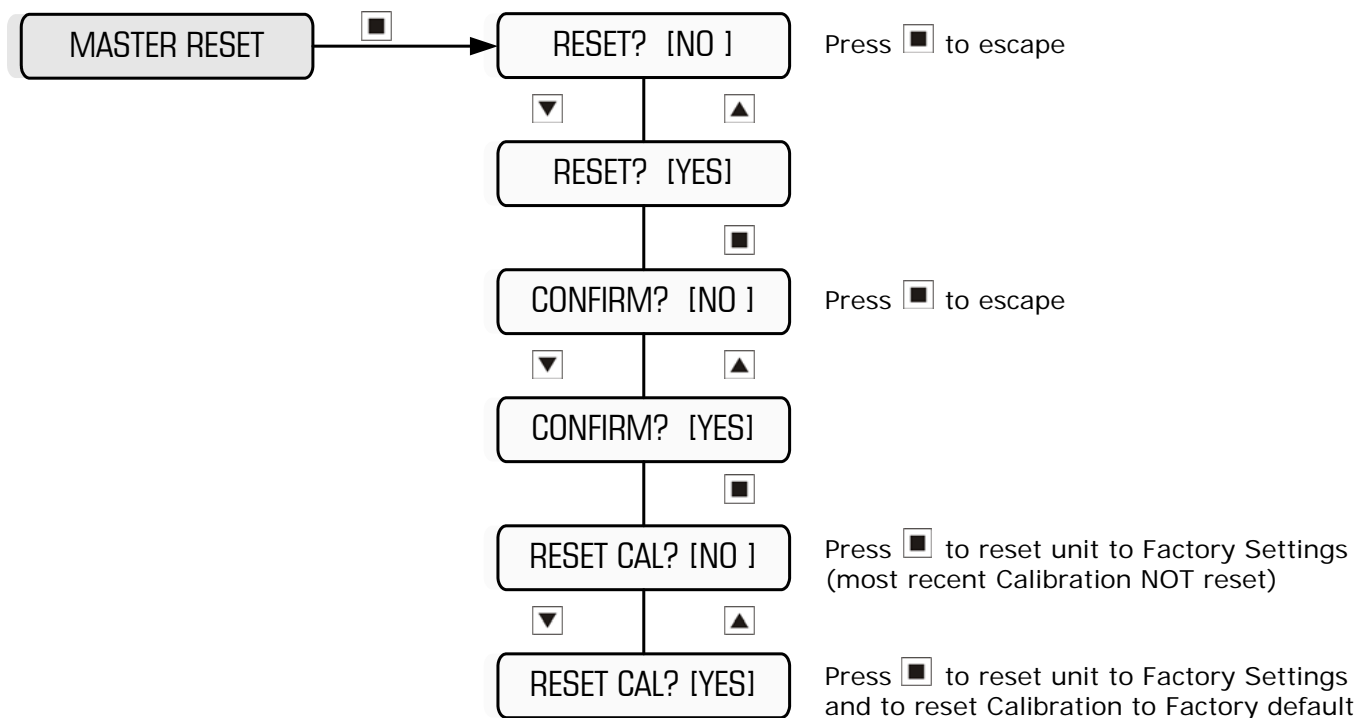 MASTER RESET
RESET? [NO ]
Press ■ to escape
▼ ▲
RESET? [YES]
■
CONFIRM? [NO ]
Press ■ to escape
▼ ▲
CONFIRM? [YES]
■
RESET CAL? [NO ]
Press ■ to reset unit to Factory Settings
(most recent Calibration NOT reset)
▼ ▲
RESET CAL? [YES]
Press ■ to reset unit to Factory Settings
and to reset Calibration to Factory default